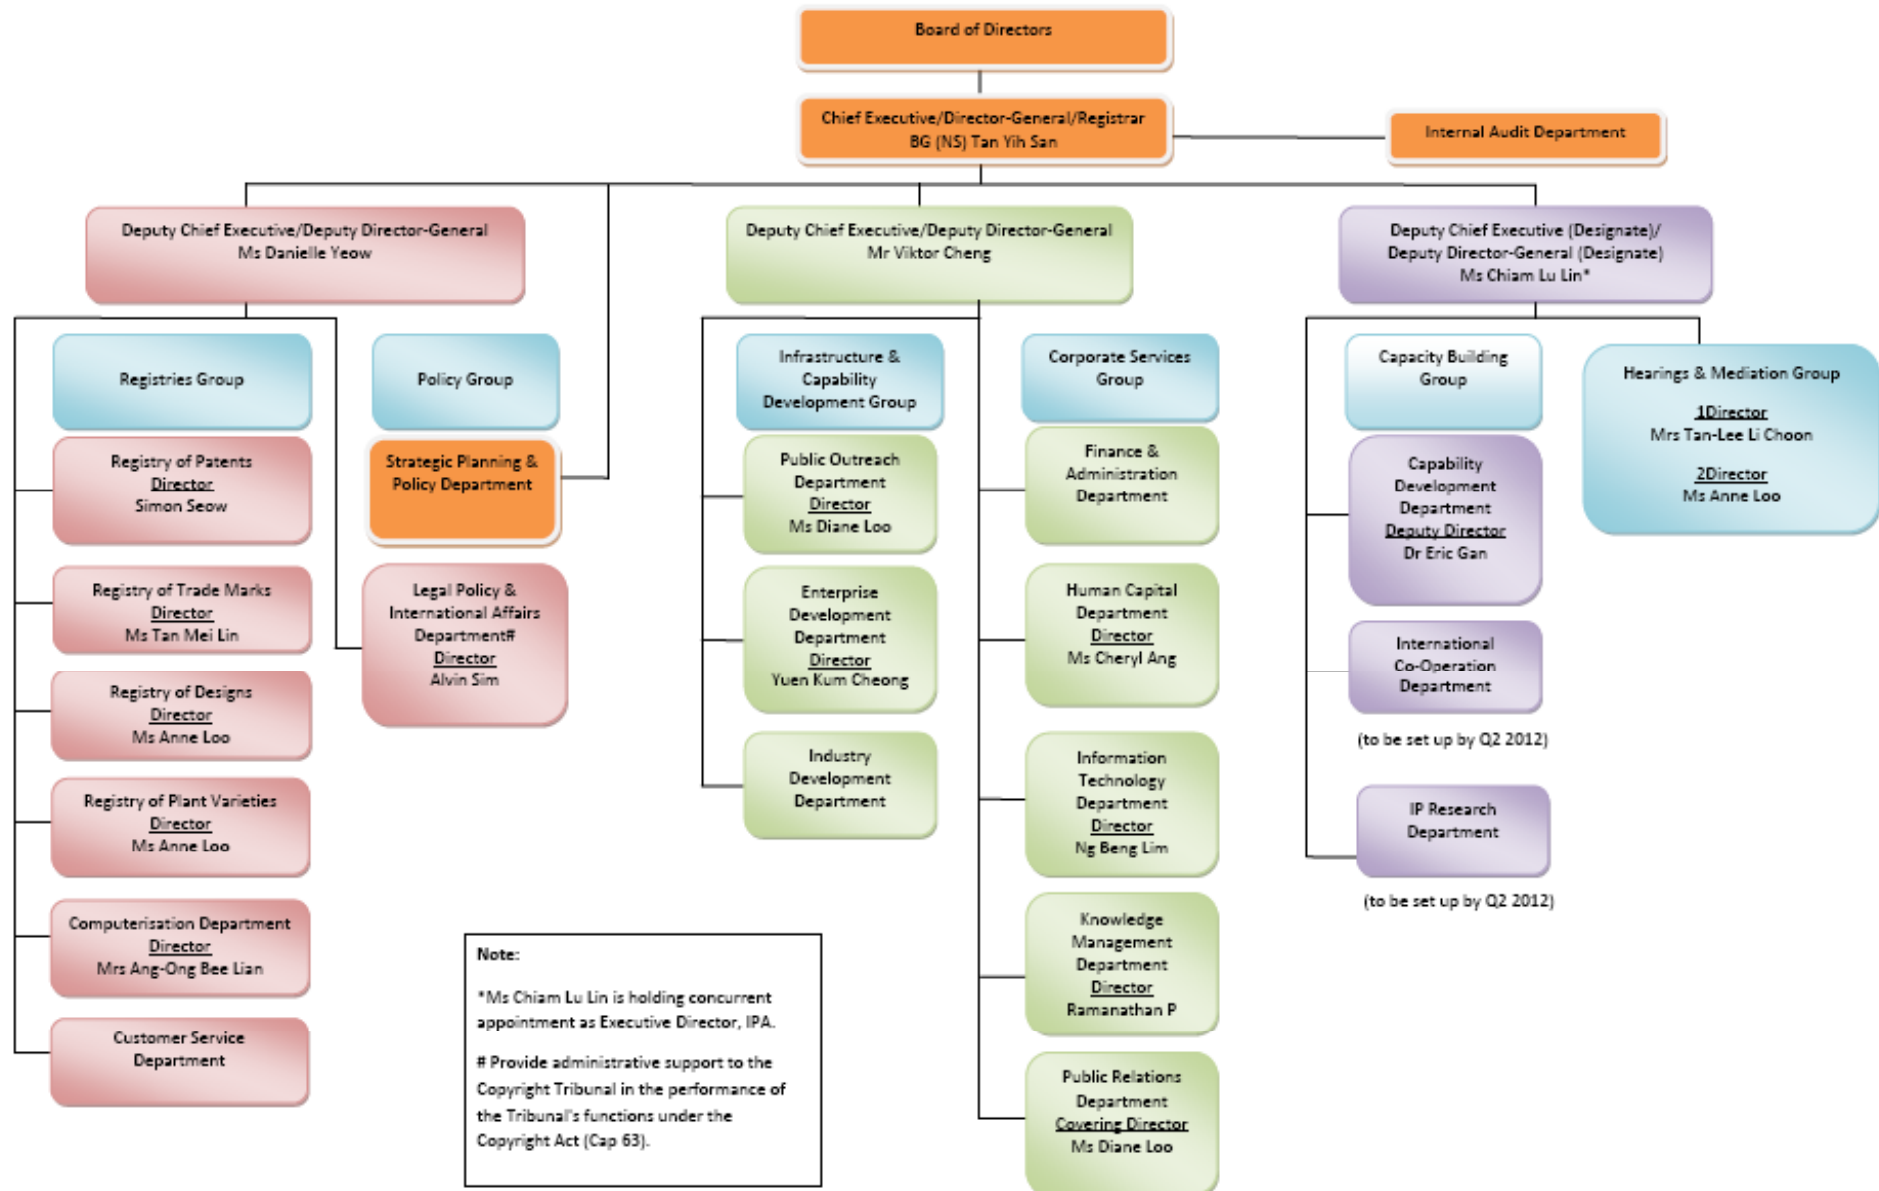 Board of Directors
Chief Executive/Director-General/Registrar
BG (NS) Tan Yih San
Internal Audit Department
Deputy Chief Executive/Deputy Director-General
Ms Danielle Yeow
Deputy Chief Executive/Deputy Director-General
Mr Viktor Cheng
Deputy Chief Executive (Designate)/
Deputy Director-General (Designate)
Ms Chiam Lu Lin*
Registries Group
Registry of Patents
Director
Simon Seow
Registry of Trade Marks
Director
Ms Tan Mei Lin
Registry of Designs
Director
Ms Anne Loo
Registry of Plant Varieties
Director
Ms Anne Loo
Computerisation Department
Director
Mrs Ang-Ong Bee Lian
Customer Service
Department
Policy Group
Strategic Planning &
Policy Department
Legal Policy &
International Affairs
Department#
Director
Alvin Sim
Infrastructure &
Capability
Development Group
Public Outreach
Department
Director
Ms Diane Loo
Enterprise
Development
Department
Director
Yuen Kum Cheong
Industry
Development
Department
Corporate Services
Group
Finance &
Administration
Department
Human Capital
Department
Director
Ms Cheryl Ang
Information
Technology
Department
Director
Ng Beng Lim
Knowledge
Management
Department
Director
Ramanathan P
Public Relations
Department
Covering Director
Ms Diane Loo
Capacity Building
Group
Capability
Development
Department
Deputy Director
Dr Eric Gan
International
Co-Operation
Department
(to be set up by Q2 2012)
IP Research
Department
(to be set up by Q2 2012)
Hearings & Mediation Group
1Director
Mrs Tan-Lee Li Choon
2Director
Ms Anne Loo
Note:
*Ms Chiam Lu Lin is holding concurrent
appointment as Executive Director, IPA.
# Provide administrative support to the
Copyright Tribunal in the performance of
the Tribunal's functions under the
Copyright Act (Cap 63).